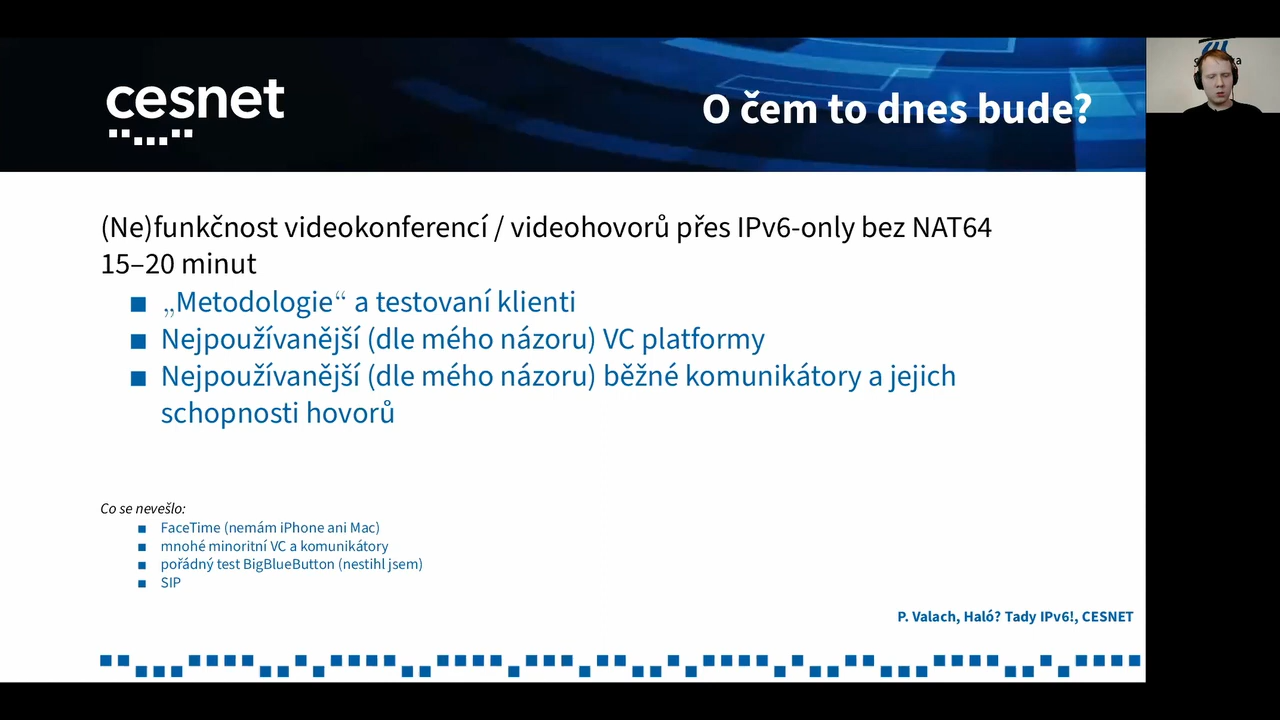 cesnet
O čem to dnes bude?
(Ne)funkčnost videokonferencí / videohovorů přes IPv6-only bez NAT64
15–20 minut
„Metodologie“ a testovaní klienti
Nejpoužívanější (dle mého názoru) VC platformy
Nejpoužívanější (dle mého názoru) běžné komunikátory a jejich
schopnosti hovorů
Co se nevešlo:
FaceTime (nemám iPhone ani Mac)
mnohé minoritní VC a komunikátory
pořádný test BigBlueButton (nestihl jsem)
SIP
P. Valach, Haló? Tady IPv6!, CESNET